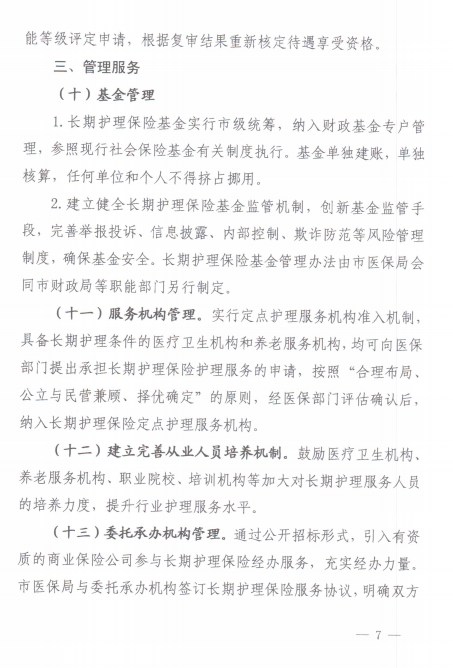 能等级评定申请，根据复审结果重新核定待遇享受资格。
三、管理服务
（十）基金管理
1.长期护理保险基金实行市级统筹，纳入财政基金专户管
理，参照现行社会保险基金有关制度执行。基金单独建账，单独
核算，任何单位和个人不得挤占挪用。
2.建立健全长期护理保险基金监管机制，创新基金监管手
段，完善举报投诉、信息披露、内部控制、欺诈防范等风险管理
制度，确保基金安全。长期护理保险基金管理办法由市医保局会
同市财政局等职能部门另行制定。
（十一）服务机构管理。实行定点护理服务机构准入机制，
具备长期护理条件的医疗卫生机构和养老服务机构，均可向医保
部门提出承担长期护理保险护理服务的申请，按照“合理布局、
公立与民营兼顾、择优确定”的原则，经医保部门评估确认后，
纳入长期护理保险定点护理服务机构。
（十二）建立完善从业人员培养机制。鼓励医疗卫生机构、
养老服务机构、职业院校、培训机构等加大对长期护理服务人员
的培养力度，提升行业护理服务水平。
（十三）委托承办机构管理。通过公开招标形式，引入有资
质的商业保险公司参与长期护理保险经办服务，充实经办力量。
市医保局与委托承办机构签订长期护理保险服务协议，明确双方
— 7 —